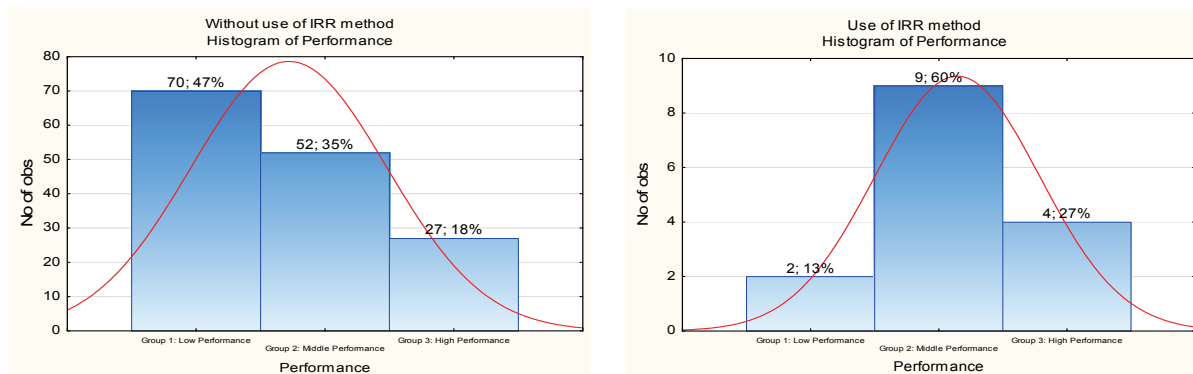 Without use of IRR method
Histogram of Performance
80
70
60
50
40
30
20
10
0
No of obs
70; 47%
52; 35%
27; 18%
Group 1: Low Performance
Group 2: Middle Performance
Group 3: High Performance
Performance
Use of IRR method
Histogram of Performance
10
8
6
4
2
0
No of obs
2; 13%
9; 60%
4; 27%
Group 1: Low Performance
Group 2: Middle Performance
Group 3: High Performance
Performance